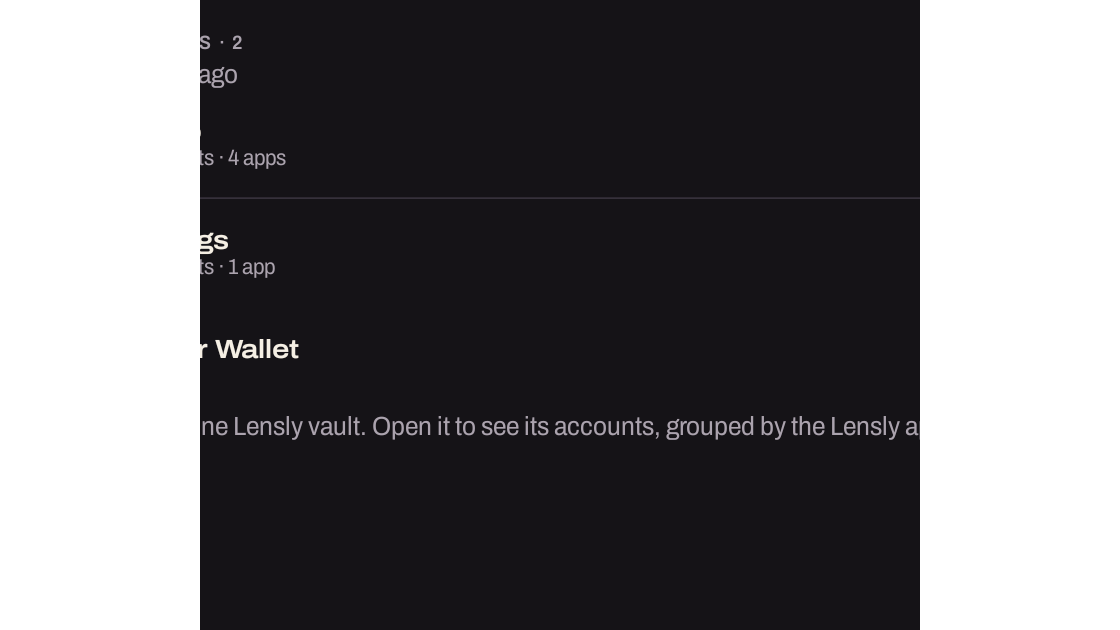 S · 2
ago
ts · 4 apps
gs
ts · 1 app
r Wallet
ne Lensly vault. Open it to see its accounts, grouped by the Lensly a